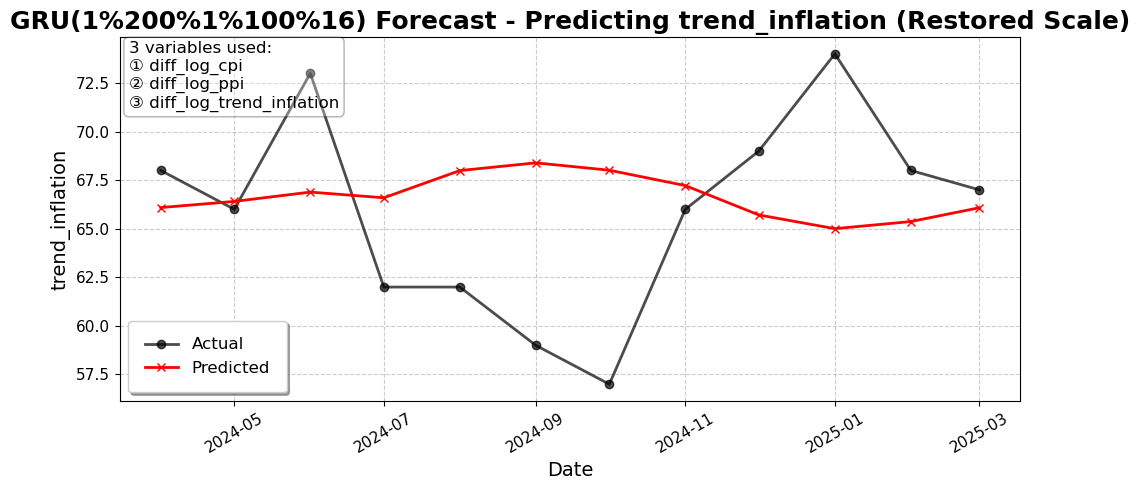 GRU(1%200%1%100%16) Forecast - Predicting trend_inflation (Restored Scale)
3 variables used:
① diff_log_cpi
② diff_log_ppi
③ diff_log_trend_inflation
72.5
70.0
67.5
65.0
62.5
60.0
57.5
trend_inflation
Actual
Predicted
2024-05
2024-07
2024-09
2024-11
2025-01
2025-03
Date